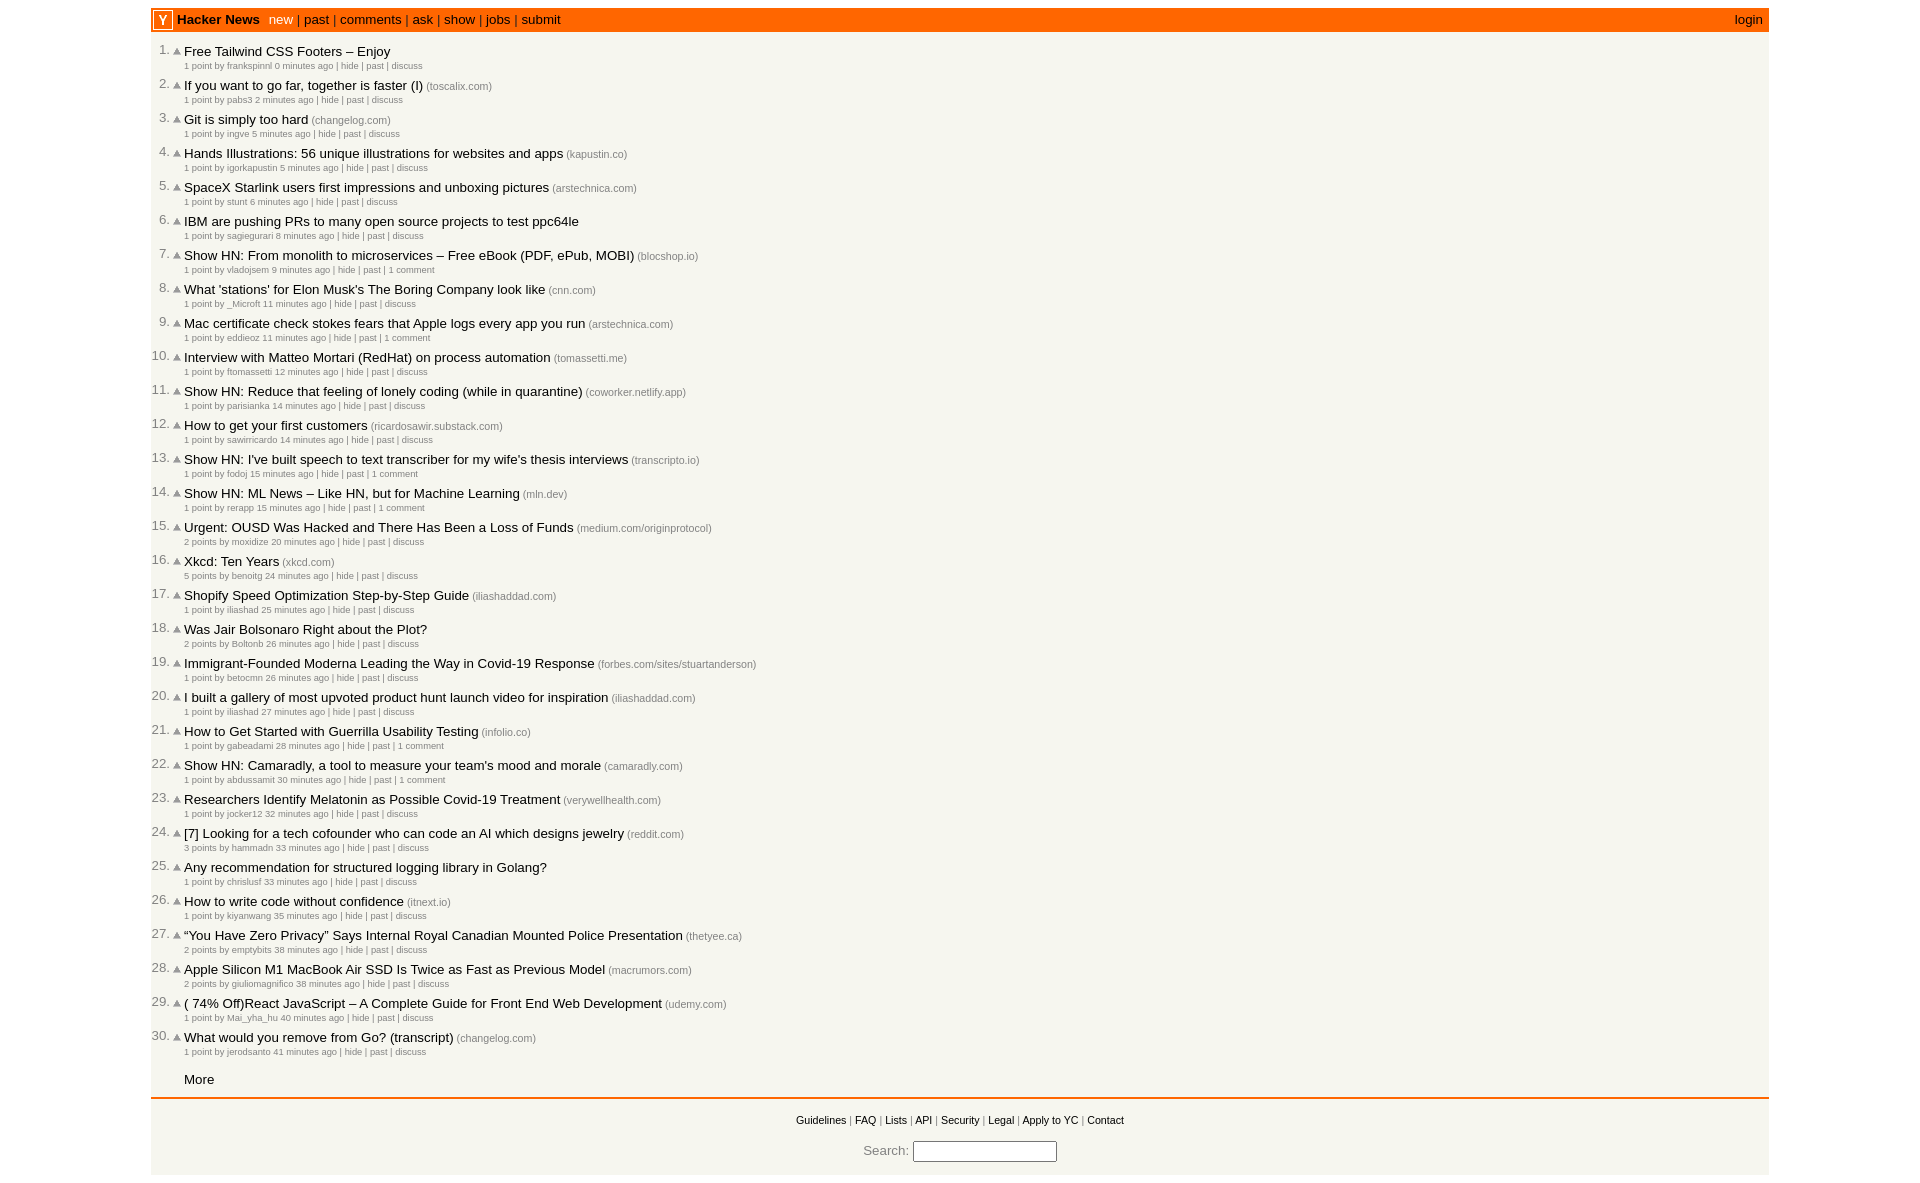 Y Hacker News new | past | comments | ask | show | jobs | submit login
1. Free Tailwind CSS Footers – Enjoy
1 point by frankspinnl 0 minutes ago | hide | past | discuss
2. If you want to go far, together is faster (I) (toscalix.com)
1 point by pabs3 2 minutes ago | hide | past | discuss
3. Git is simply too hard (changelog.com)
1 point by ingve 5 minutes ago | hide | past | discuss
4. Hands Illustrations: 56 unique illustrations for websites and apps (kapustin.co)
1 point by igorkapustin 5 minutes ago | hide | past | discuss
5. SpaceX Starlink users first impressions and unboxing pictures (arstechnica.com)
1 point by stunt 6 minutes ago | hide | past | discuss
6. IBM are pushing PRs to many open source projects to test ppc64le
1 point by sagiegurari 8 minutes ago | hide | past | discuss
7. Show HN: From monolith to microservices – Free eBook (PDF, ePub, MOBI) (blocshop.io)
1 point by vladojsem 9 minutes ago | hide | past | 1 comment
8. What 'stations' for Elon Musk's The Boring Company look like (cnn.com)
1 point by _Microft 11 minutes ago | hide | past | discuss
9. Mac certificate check stokes fears that Apple logs every app you run (arstechnica.com)
1 point by eddieoz 11 minutes ago | hide | past | 1 comment
10. Interview with Matteo Mortari (RedHat) on process automation (tomassetti.me)
1 point by ftomassetti 12 minutes ago | hide | past | discuss
11. Show HN: Reduce that feeling of lonely coding (while in quarantine) (coworker.netlify.app)
1 point by parisianka 14 minutes ago | hide | past | discuss
12. How to get your first customers (ricardosawir.substack.com)
1 point by sawirricardo 14 minutes ago | hide | past | discuss
13. Show HN: I've built speech to text transcriber for my wife's thesis interviews (transcripto.io)
1 point by fodoj 15 minutes ago | hide | past | 1 comment
14. Show HN: ML News – Like HN, but for Machine Learning (mln.dev)
1 point by rerapp 15 minutes ago | hide | past | 1 comment
15. Urgent: OUSD Was Hacked and There Has Been a Loss of Funds (medium.com/originprotocol)
2 points by moxidize 20 minutes ago | hide | past | discuss
16. Xkcd: Ten Years (xkcd.com)
5 points by benoitg 24 minutes ago | hide | past | discuss
17. Shopify Speed Optimization Step-by-Step Guide (iliashaddad.com)
1 point by iliashad 25 minutes ago | hide | past | discuss
18. Was Jair Bolsonaro Right about the Plot?
2 points by Boltonb 26 minutes ago | hide | past | discuss
19. Immigrant-Founded Moderna Leading the Way in Covid-19 Response (forbes.com/sites/stuartanderson)
1 point by betocmn 26 minutes ago | hide | past | discuss
20. I built a gallery of most upvoted product hunt launch video for inspiration (iliashaddad.com)
1 point by iliashad 27 minutes ago | hide | past | discuss
21. How to Get Started with Guerrilla Usability Testing (infolio.co)
1 point by gabeadami 28 minutes ago | hide | past | 1 comment
22. Show HN: Camaradly, a tool to measure your team's mood and morale (camaradly.com)
1 point by abdussamit 30 minutes ago | hide | past | 1 comment
23. Researchers Identify Melatonin as Possible Covid-19 Treatment (verywellhealth.com)
1 point by jocker12 32 minutes ago | hide | past | discuss
24. [7] Looking for a tech cofounder who can code an AI which designs jewelry (reddit.com)
3 points by hammadn 33 minutes ago | hide | past | discuss
25. Any recommendation for structured logging library in Golang?
1 point by chrislusf 33 minutes ago | hide | past | discuss
26. How to write code without confidence (itnext.io)
1 point by kiyanwang 35 minutes ago | hide | past | discuss
27. “You Have Zero Privacy” Says Internal Royal Canadian Mounted Police Presentation (thetyee.ca)
2 points by emptybits 38 minutes ago | hide | past | discuss
28. Apple Silicon M1 MacBook Air SSD Is Twice as Fast as Previous Model (macrumors.com)
2 points by giuliomagnifico 38 minutes ago | hide | past | discuss
29. ( 74% Off)React JavaScript – A Complete Guide for Front End Web Development (udemy.com)
1 point by Mai_yha_hu 40 minutes ago | hide | past | discuss
30. What would you remove from Go? (transcript) (changelog.com)
1 point by jerodsanto 41 minutes ago | hide | past | discuss
More
Guidelines | FAQ | Lists | API | Security | Legal | Apply to YC | Contact
Search: